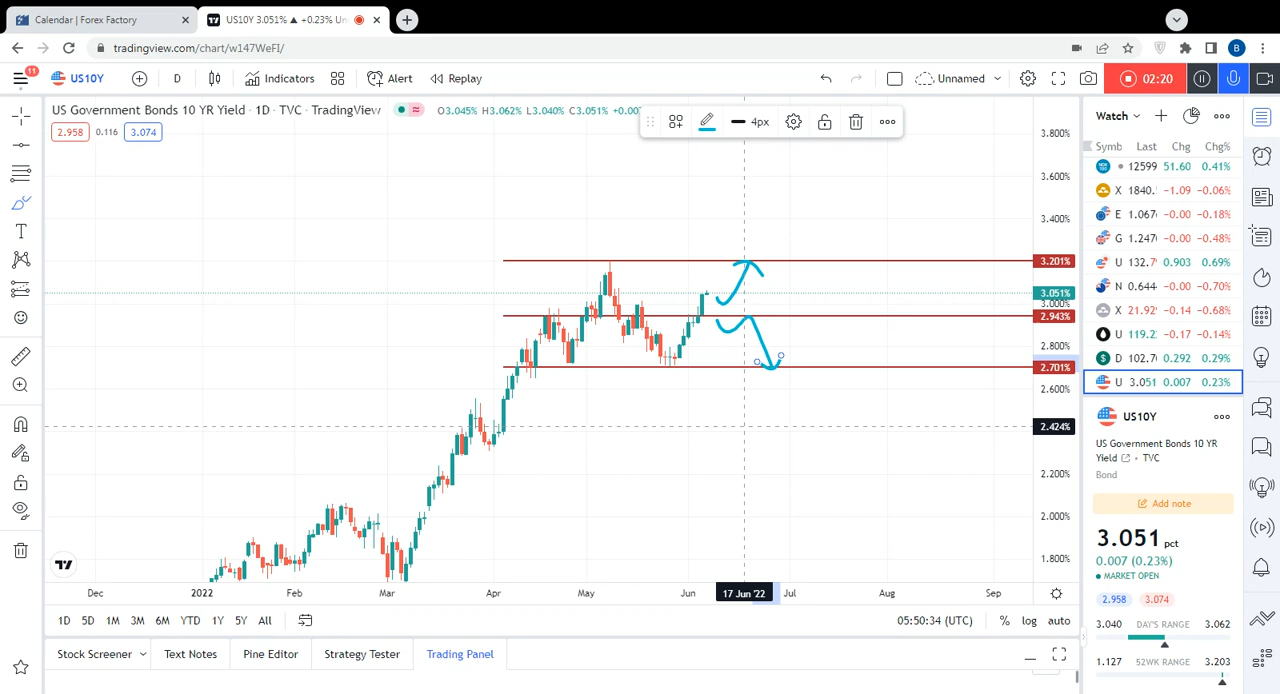 Calendar | Forex Factory
US10Y 3.051% ▲ +0.23% Un
tradingview.com/chart/w147WeFI/
B
11
US10Y
D
Indicators
Alert
Replay
Unnamed
02:20
US Government Bonds 10 YR Yield · 1D · TVC · TradingView
O3.045% H3.062% L3.040% C3.051% +0.007
2.958 0.116 3.074
4px
3.800%
3.600%
3.400%
3.201%
3.051%
3.000%
2.943%
2.800%
2.701%
2.600%
2.424%
2.200%
2.000%
1.800%
Dec 2022 Feb Mar Apr May Jun 17 Jun '22 Jul Aug Sep
1D 5D 1M 3M 6M YTD 1Y 5Y All
05:50:34 (UTC) % log auto
Stock Screener Text Notes Pine Editor Strategy Tester Trading Panel
Watch
Symb Last Chg Chg%
12599 51.60 0.41%
X 1840. -1.09 -0.06%
E 1.067 -0.00 -0.18%
G 1.247 -0.00 -0.48%
U 132.7 0.903 0.69%
N 0.644 -0.00 -0.70%
X 21.92 -0.14 -0.68%
U 119.2 -0.17 -0.14%
D 102.7 0.292 0.29%
U 3.051 0.007 0.23%
US10Y
US Government Bonds 10 YR
Yield • TVC
Bond
Add note
3.051 pct
0.007 (0.23%)
MARKET OPEN
2.958 3.074
3.040 DAY'S RANGE 3.062
1.127 52WK RANGE 3.203